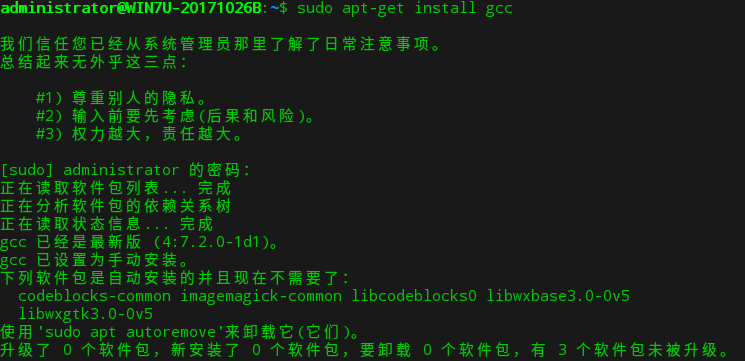 administrator@WIN7U-20171026B:~$ sudo apt-get install gcc
我们信任您已经从系统管理员那里了解了日常注意事项。
总结起来无外乎这三点：
#1) 尊重别人的隐私。
#2) 输入前要先考虑(后果和风险)。
#3) 权力越大，责任越大。
[sudo] administrator 的密码：
正在读取软件包列表... 完成
正在分析软件包的依赖关系树
正在读取状态信息... 完成
gcc 已经是最新版 (4:7.2.0-1d1)。
gcc 已设置为手动安装。
下列软件包是自动安装的并且现在不需要了：
codeblocks-common imagemagick-common libcodeblocks0 libwxbase3.0-0v5
libwxgtk3.0-0v5
使用'sudo apt autoremove'来卸载它(它们)。
升级了 0 个软件包，新安装了 0 个软件包，要卸载 0 个软件包，有 3 个软件包未被升级。